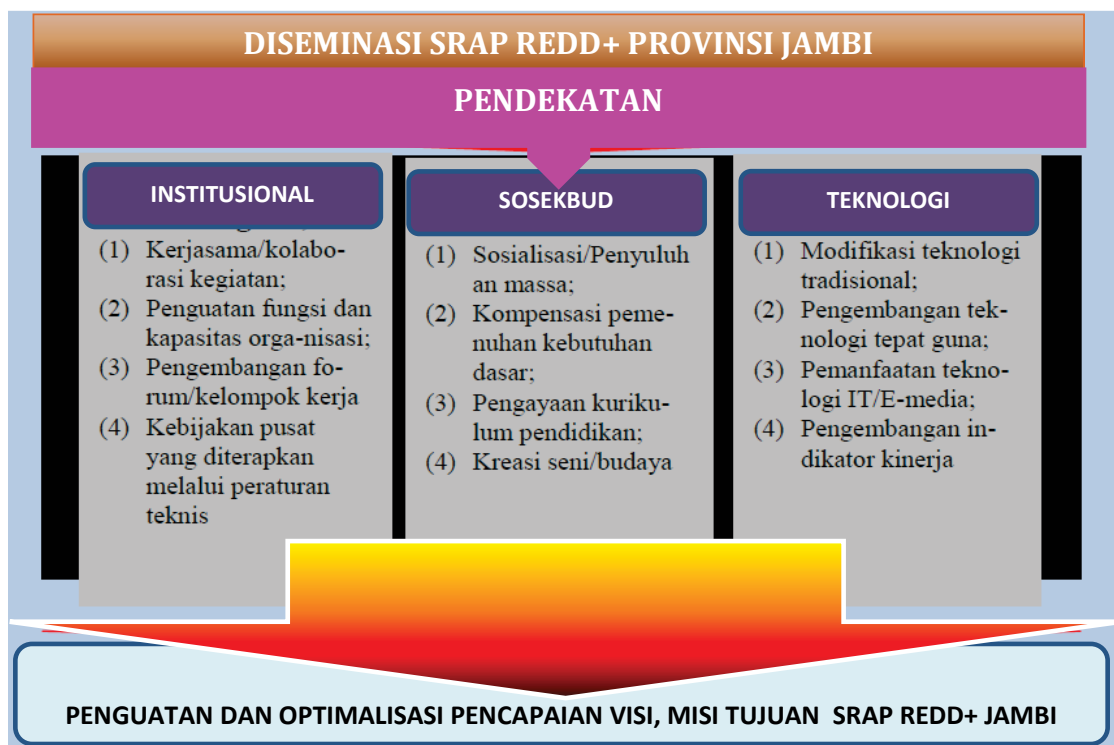 DISEMINASI SRAP REDD+ PROVINSI JAMBI
PENDEKATAN
INSTITUSIONAL
(1) Kerjasama/kolabo-
rasi kegiatan;
(2) Penguatan fungsi dan
kapasitas orga-nisasi;
(3) Pengembangan fo-
rum/kelompok kerja
(4) Kebijakan pusat
yang diterapkan
melalui peraturan
teknis
SOSEKBUD
(1) Sosialisasi/Penyuluh
an massa;
(2) Kompensasi peme-
nuhan kebutuhan
dasar;
(3) Pengayaan kuriku-
lum pendidikan;
(4) Kreasi seni/budaya
TEKNOLOGI
(1) Modifikasi teknologi
tradisional;
(2) Pengembangan tek-
nologi tepat guna;
(3) Pemanfaatan tekno-
logi IT/E-media;
(4) Pengembangan in-
dikator kinerja
PENGUATAN DAN OPTIMALISASI PENCAPAIAN VISI, MISI TUJUAN SRAP REDD+ JAMBI